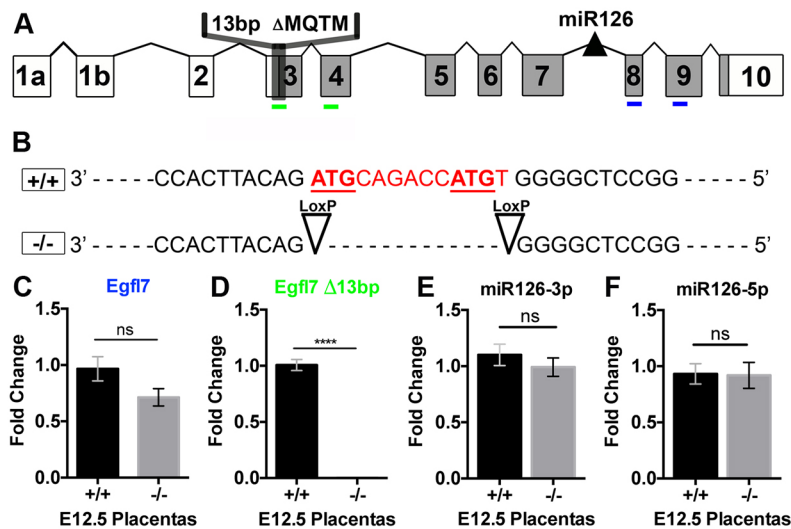 A
13bp ΔMQTM
miR126
1a 1b 2 3 4 5 6 7 8 9 10
B
+/+ 3’ - - - - -CCACTTACAG ATGCAGACCATGT GGGGCTCCGG- - - - - 5’
LoxP LoxP
-/- 3’ - - - - -CCACTTACAG - - - - - - - - - - - - - GGGGCTCCGG- - - - - 5’
C
Egfl7
Fold Change
1.5
1.0
0.5
0.0
ns
+/+ -/-
E12.5 Placentas
D
Egfl7 Δ13bp
Fold Change
1.5
1.0
0.5
0.0
****
+/+ -/-
E12.5 Placentas
E
miR126-3p
Fold Change
1.5
1.0
0.5
0.0
ns
+/+ -/-
E12.5 Placentas
F
miR126-5p
Fold Change
1.5
1.0
0.5
0.0
ns
+/+ -/-
E12.5 Placentas